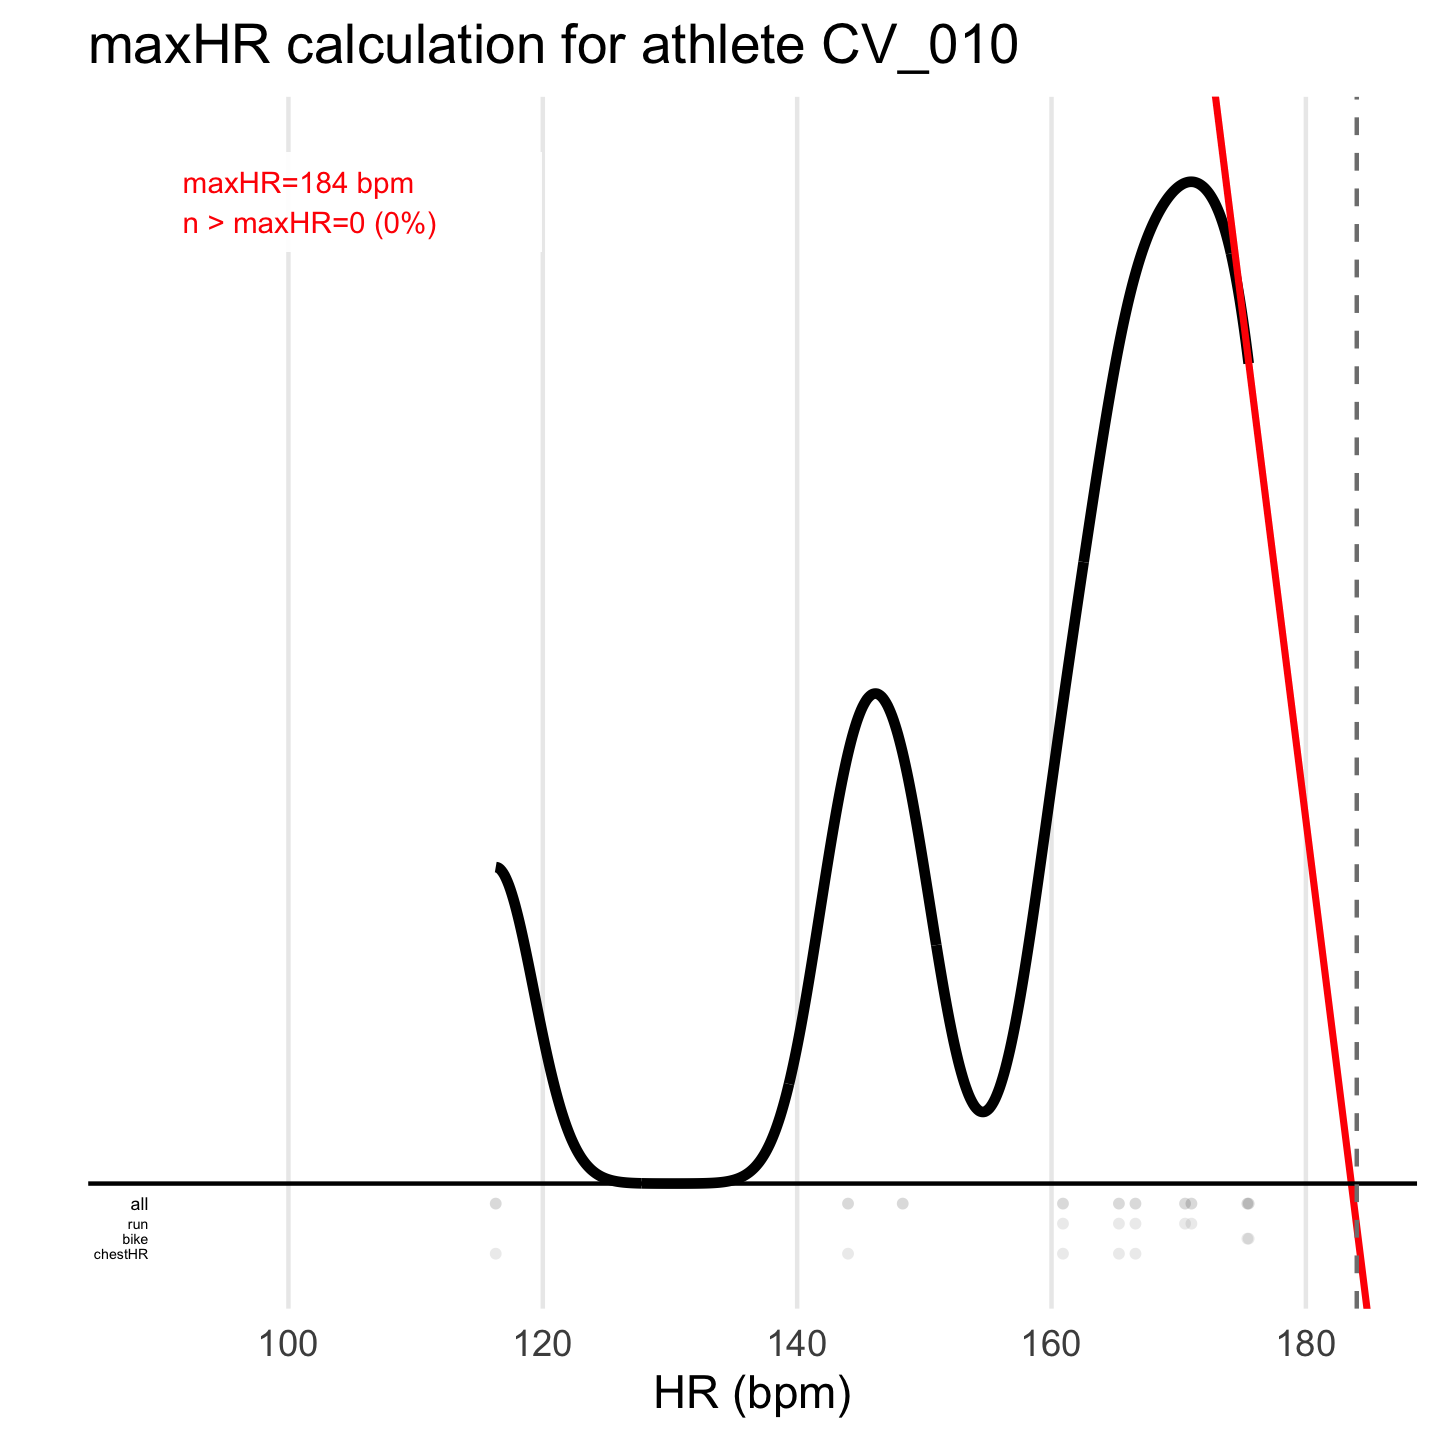 maxHR calculation for athlete CV_010
maxHR=184 bpm
n > maxHR=0 (0%)
all
run
bike
chestHR
100 120 140 160 180
HR (bpm)